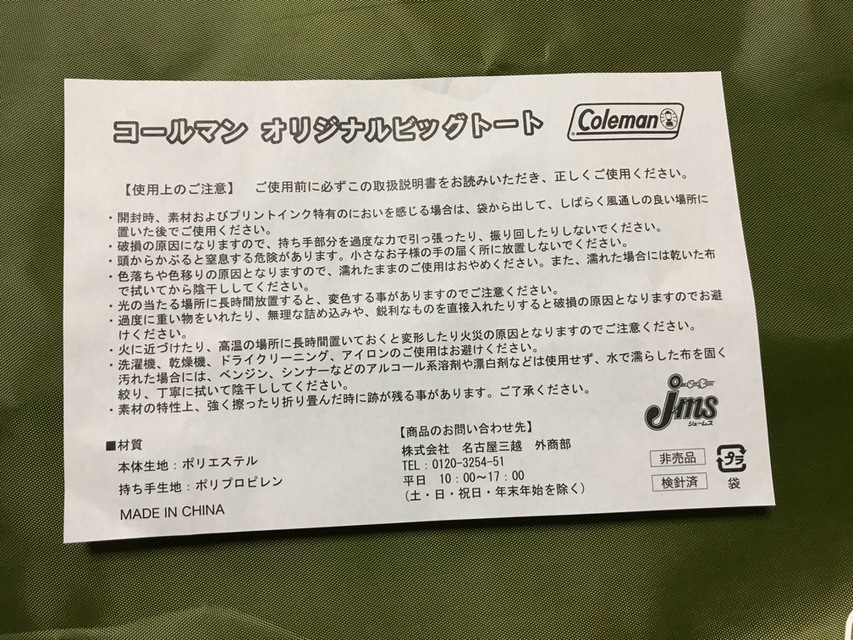 コールマン オリジナルビッグトート
Coleman
【使用上のご注意】 ご使用前に必ずこの取扱説明書をお読みいただき、正しくご使用ください。
・開封時、素材およびプリントインク特有のにおいを感じる場合は、袋から出して、しばらく風通しの良い場所に
置いた後でご使用ください。
・破損の原因になりますので、持ち手部分を過度な力で引っ張ったり、振り回したりしないでください。
・頭からかぶると窒息する危険があります。小さなお子様の手の届く所に放置しないでください。
・色落ちや色移りの原因となりますので、濡れたままのご使用はおやめください。また、濡れた場合には乾いた布
で拭いてから陰干ししてください。
・光の当たる場所に長時間放置すると、変色する事がありますのでご注意ください。
・過度に重い物をいれたり、無理な詰め込みや、鋭利なものを直接入れたりすると破損の原因となりますのでお避
けください。
・火に近づけたり、高温の場所に長時間置いておくと変形したり火災の原因となりますのでご注意ください。
・洗濯機、乾燥機、ドライクリーニング、アイロンのご使用はお避けください。
汚れた場合には、ベンジン、シンナーなどのアルコール系溶剤や漂白剤などは使用せず、水で濡らした布を固く
絞り、丁寧に拭いて陰干ししてください。
・素材の特性上、強く擦ったり折り畳んだ時に跡が残る事があります。ご了承ください。
■材質
本体生地：ポリエステル
持ち手生地：ポリプロピレン
MADE IN CHINA
【商品のお問い合わせ先】
株式会社 名古屋三越 外商部
TEL：0120-3254-51
平日 10：00～17：00
（土・日・祝日・年末年始を除く）
jms
ジェームス
非売品
検針済
プラ
袋